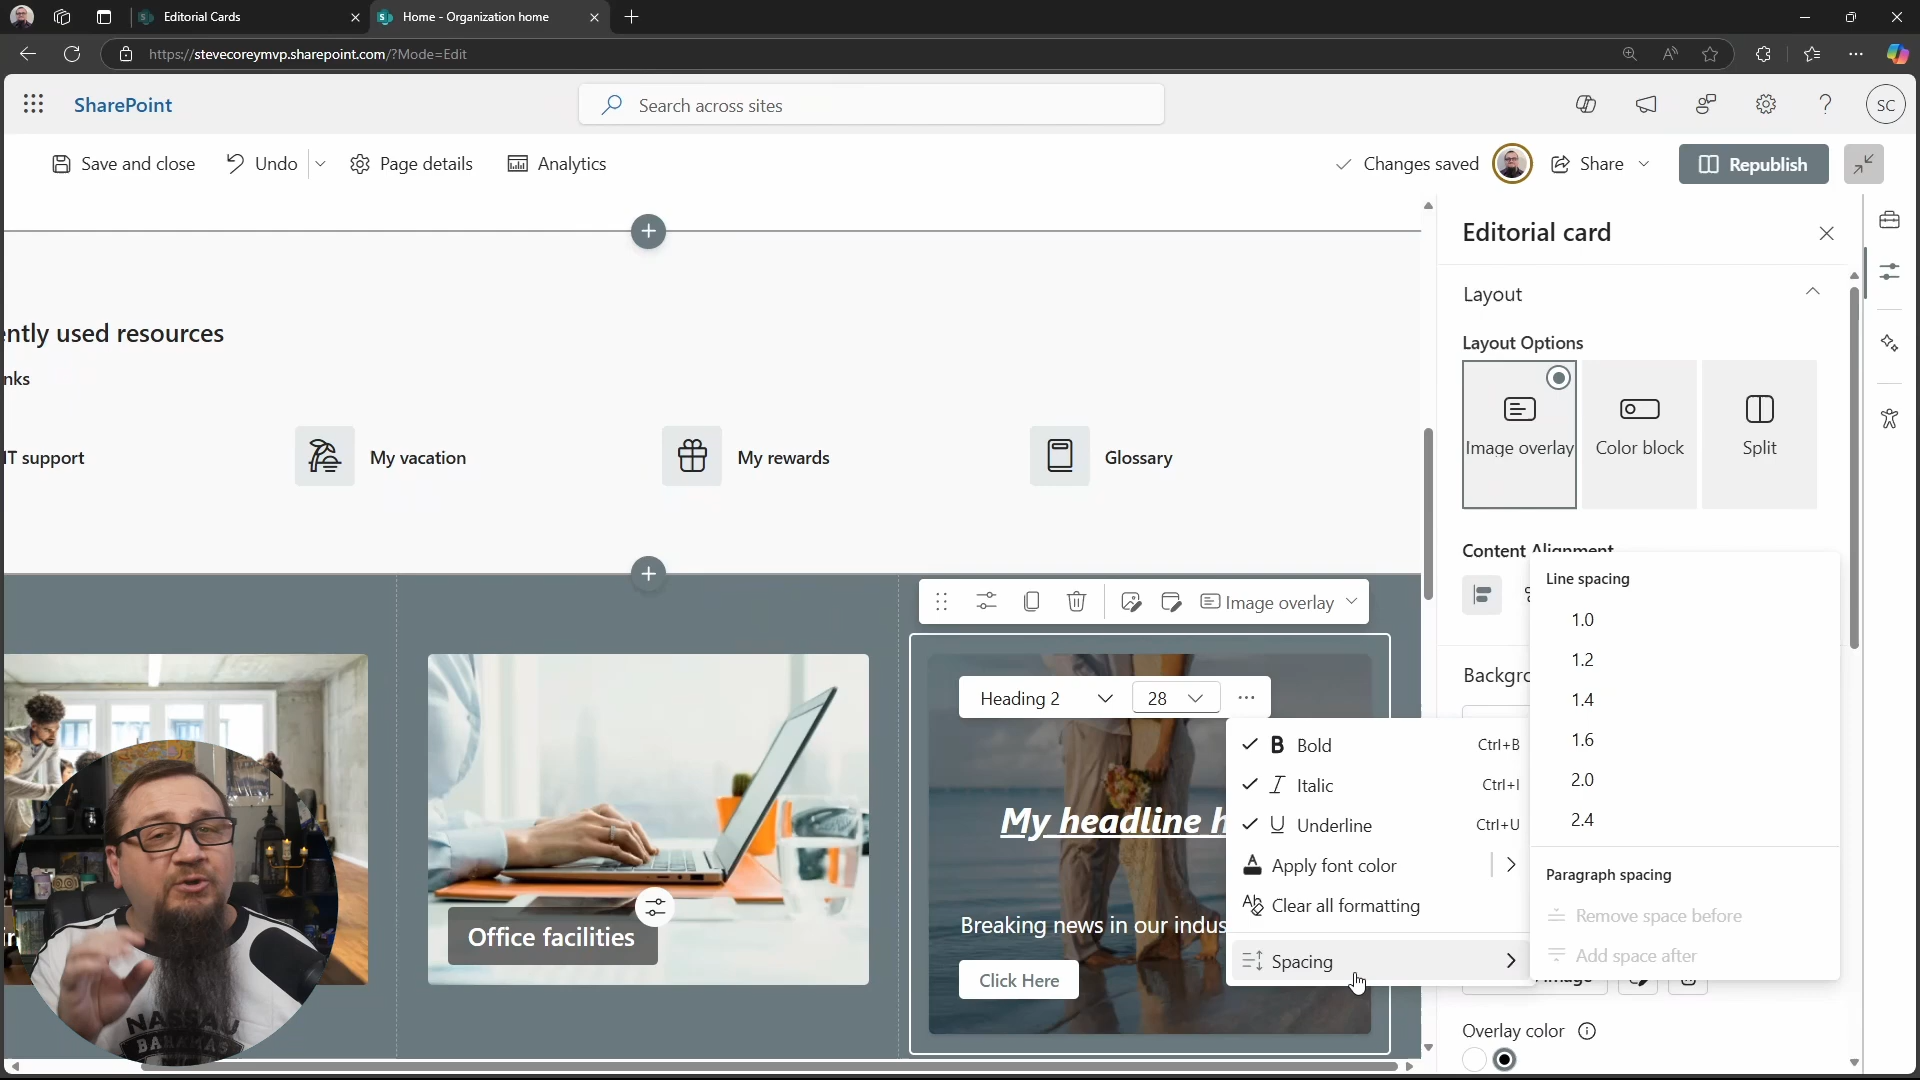 Editorial Cards
Home - Organization home
https://stevecoreymvp.sharepoint.com/?Mode=Edit
SharePoint
Search across sites
SC
Save and close
Undo
Page details
Analytics
Changes saved
Share
Republish
Editorial card
Layout
Layout Options
Image overlay
Color block
Split
Content Alignment
Backgro
ently used resources
nks
IT support
My vacation
My rewards
Glossary
Image overlay
Heading 2
28
Bold Ctrl+B
Italic Ctrl+I
Underline Ctrl+U
Apply font color
Clear all formatting
Spacing
Line spacing
1.0
1.2
1.4
1.6
2.0
2.4
Paragraph spacing
Remove space before
Add space after
My headline h
Breaking news in our indus
Click Here
Office facilities
Overlay color
NASSAU
BAHAMAS